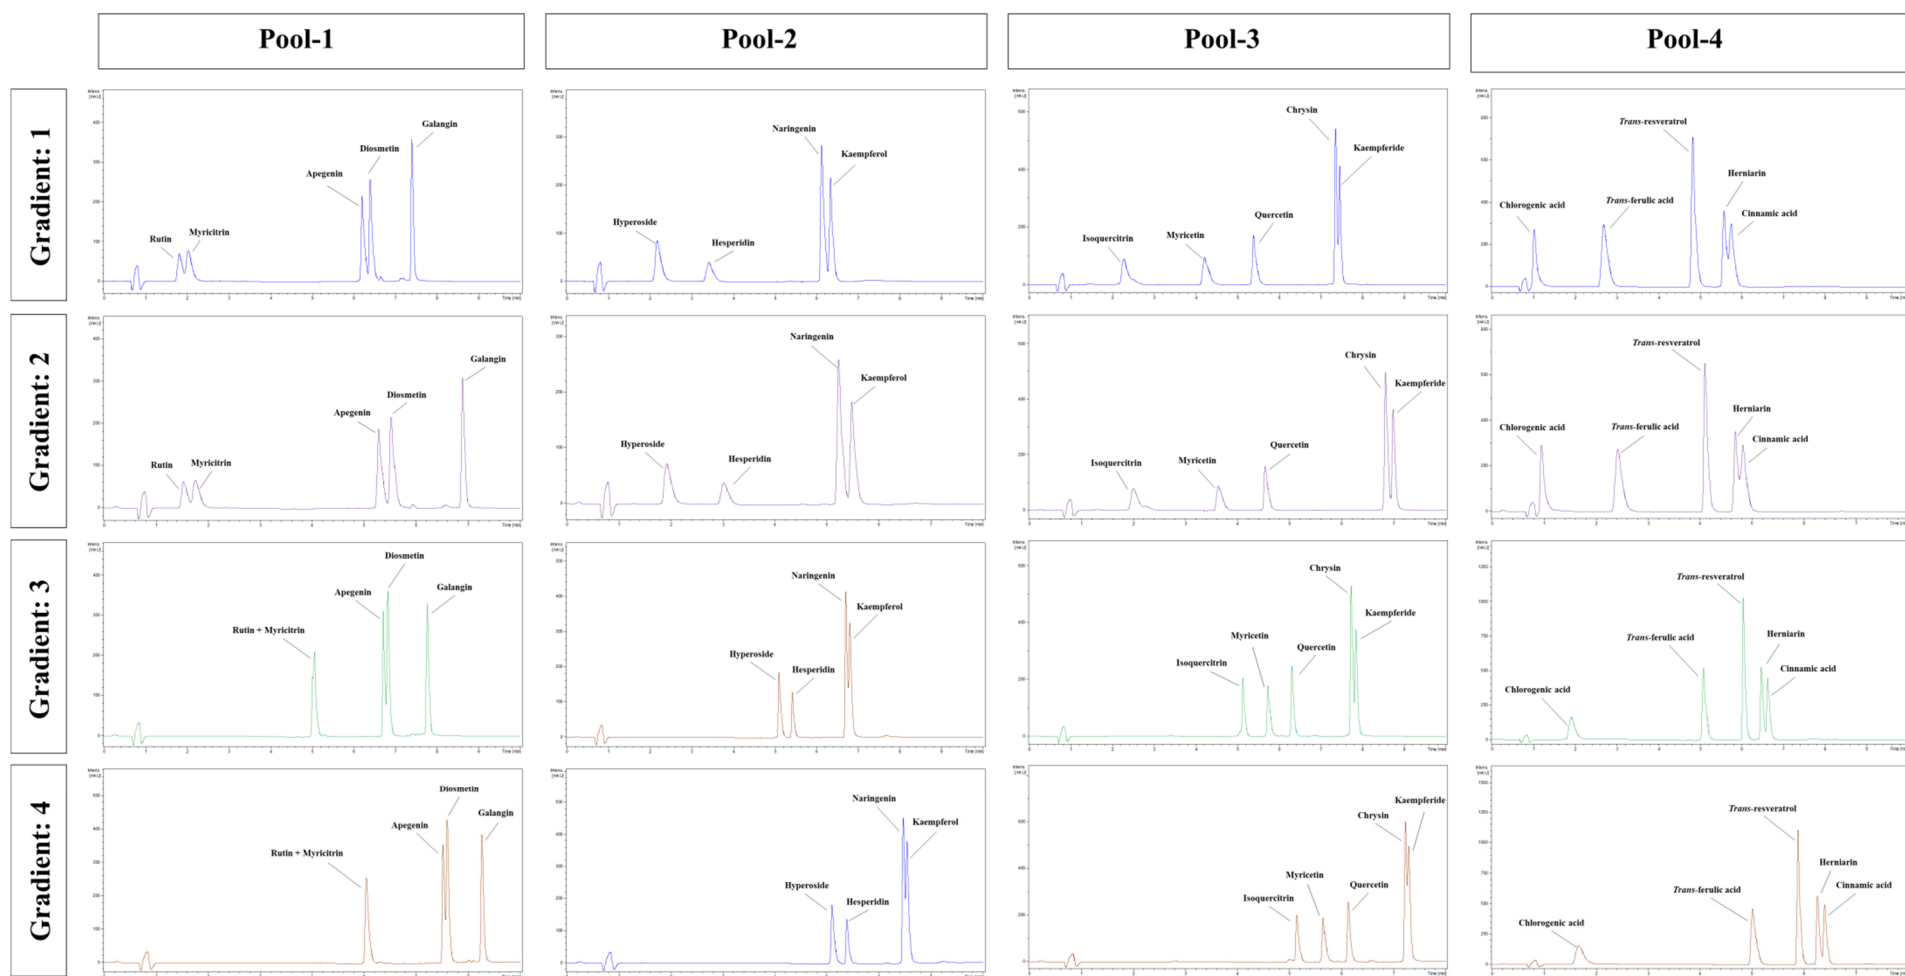 Pool-1
Pool-2
Pool-3
Pool-4
Gradient: 1
Rutin
Myricitrin
Apegenin
Diosmetin
Galangin
Hyperoside
Hesperidin
Naringenin
Kaempferol
Isoquercitrin
Myricetin
Quercetin
Chrysin
Kaempferide
Chlorogenic acid
Trans-ferulic acid
Trans-resveratrol
Herniarin
Cinnamic acid
Gradient: 2
Rutin
Myricitrin
Apegenin
Diosmetin
Galangin
Hyperoside
Hesperidin
Naringenin
Kaempferol
Isoquercitrin
Myricetin
Quercetin
Chrysin
Kaempferide
Chlorogenic acid
Trans-ferulic acid
Trans-resveratrol
Herniarin
Cinnamic acid
Gradient: 3
Rutin + Myricitrin
Apegenin
Diosmetin
Galangin
Hyperoside
Hesperidin
Naringenin
Kaempferol
Isoquercitrin
Myricetin
Quercetin
Chrysin
Kaempferide
Chlorogenic acid
Trans-ferulic acid
Trans-resveratrol
Herniarin
Cinnamic acid
Gradient: 4
Rutin + Myricitrin
Apegenin
Diosmetin
Galangin
Hyperoside
Hesperidin
Naringenin
Kaempferol
Isoquercitrin
Myricetin
Quercetin
Chrysin
Kaempferide
Chlorogenic acid
Trans-ferulic acid
Trans-resveratrol
Herniarin
Cinnamic acid